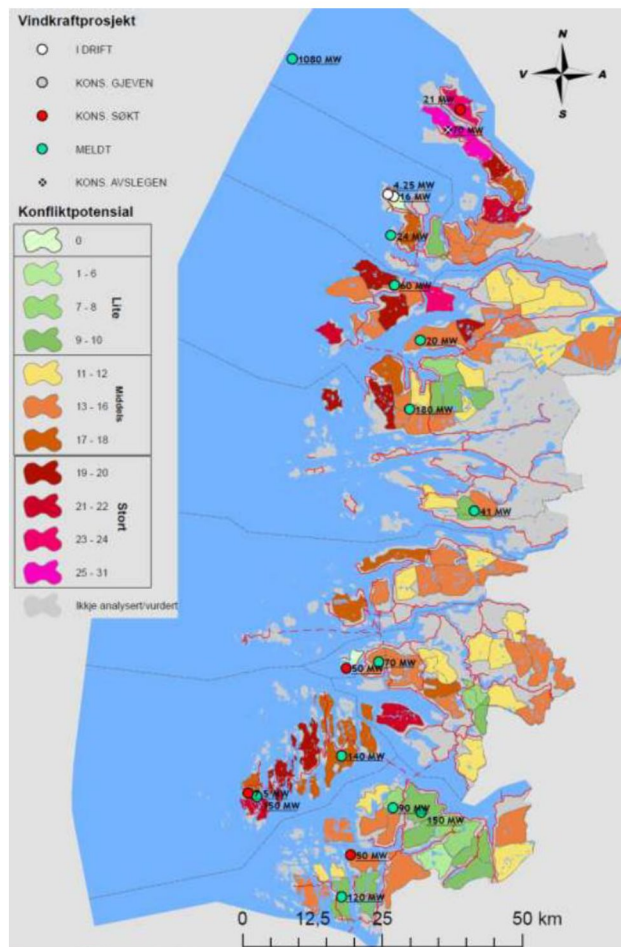 Vindkraftprosjekt
I DRIFT
KONS. GJEVEN
KONS. SØKT
MELDT
KONS. AVSLEGEN
Konfliktpotensial
0
1 - 6
7 - 8
9 - 10
Lite
11 - 12
13 - 16
17 - 18
Middels
19 - 20
21 - 22
23 - 24
25 - 31
Stort
Ikkje analysert/vurdert
N
V A
S
1080 MW
21 MW
70 MW
4.25 MW
16 MW
24 MW
60 MW
20 MW
180 MW
41 MW
70 MW
50 MW
140 MW
50 MW
90 MW
150 MW
50 MW
120 MW
0 12,5 25 50 km